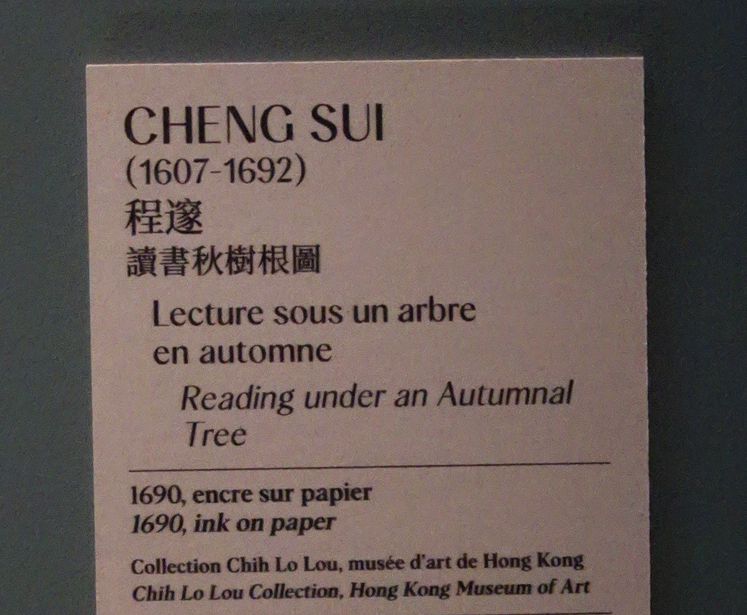 CHENG SUI
(1607-1692)
程邃
讀書秋樹根圖
Lecture sous un arbre
en automne
Reading under an Autumnal
Tree
1690, encre sur papier
1690, ink on paper
Collection Chih Lo Lou, musée d'art de Hong Kong
Chih Lo Lou Collection, Hong Kong Museum of Art